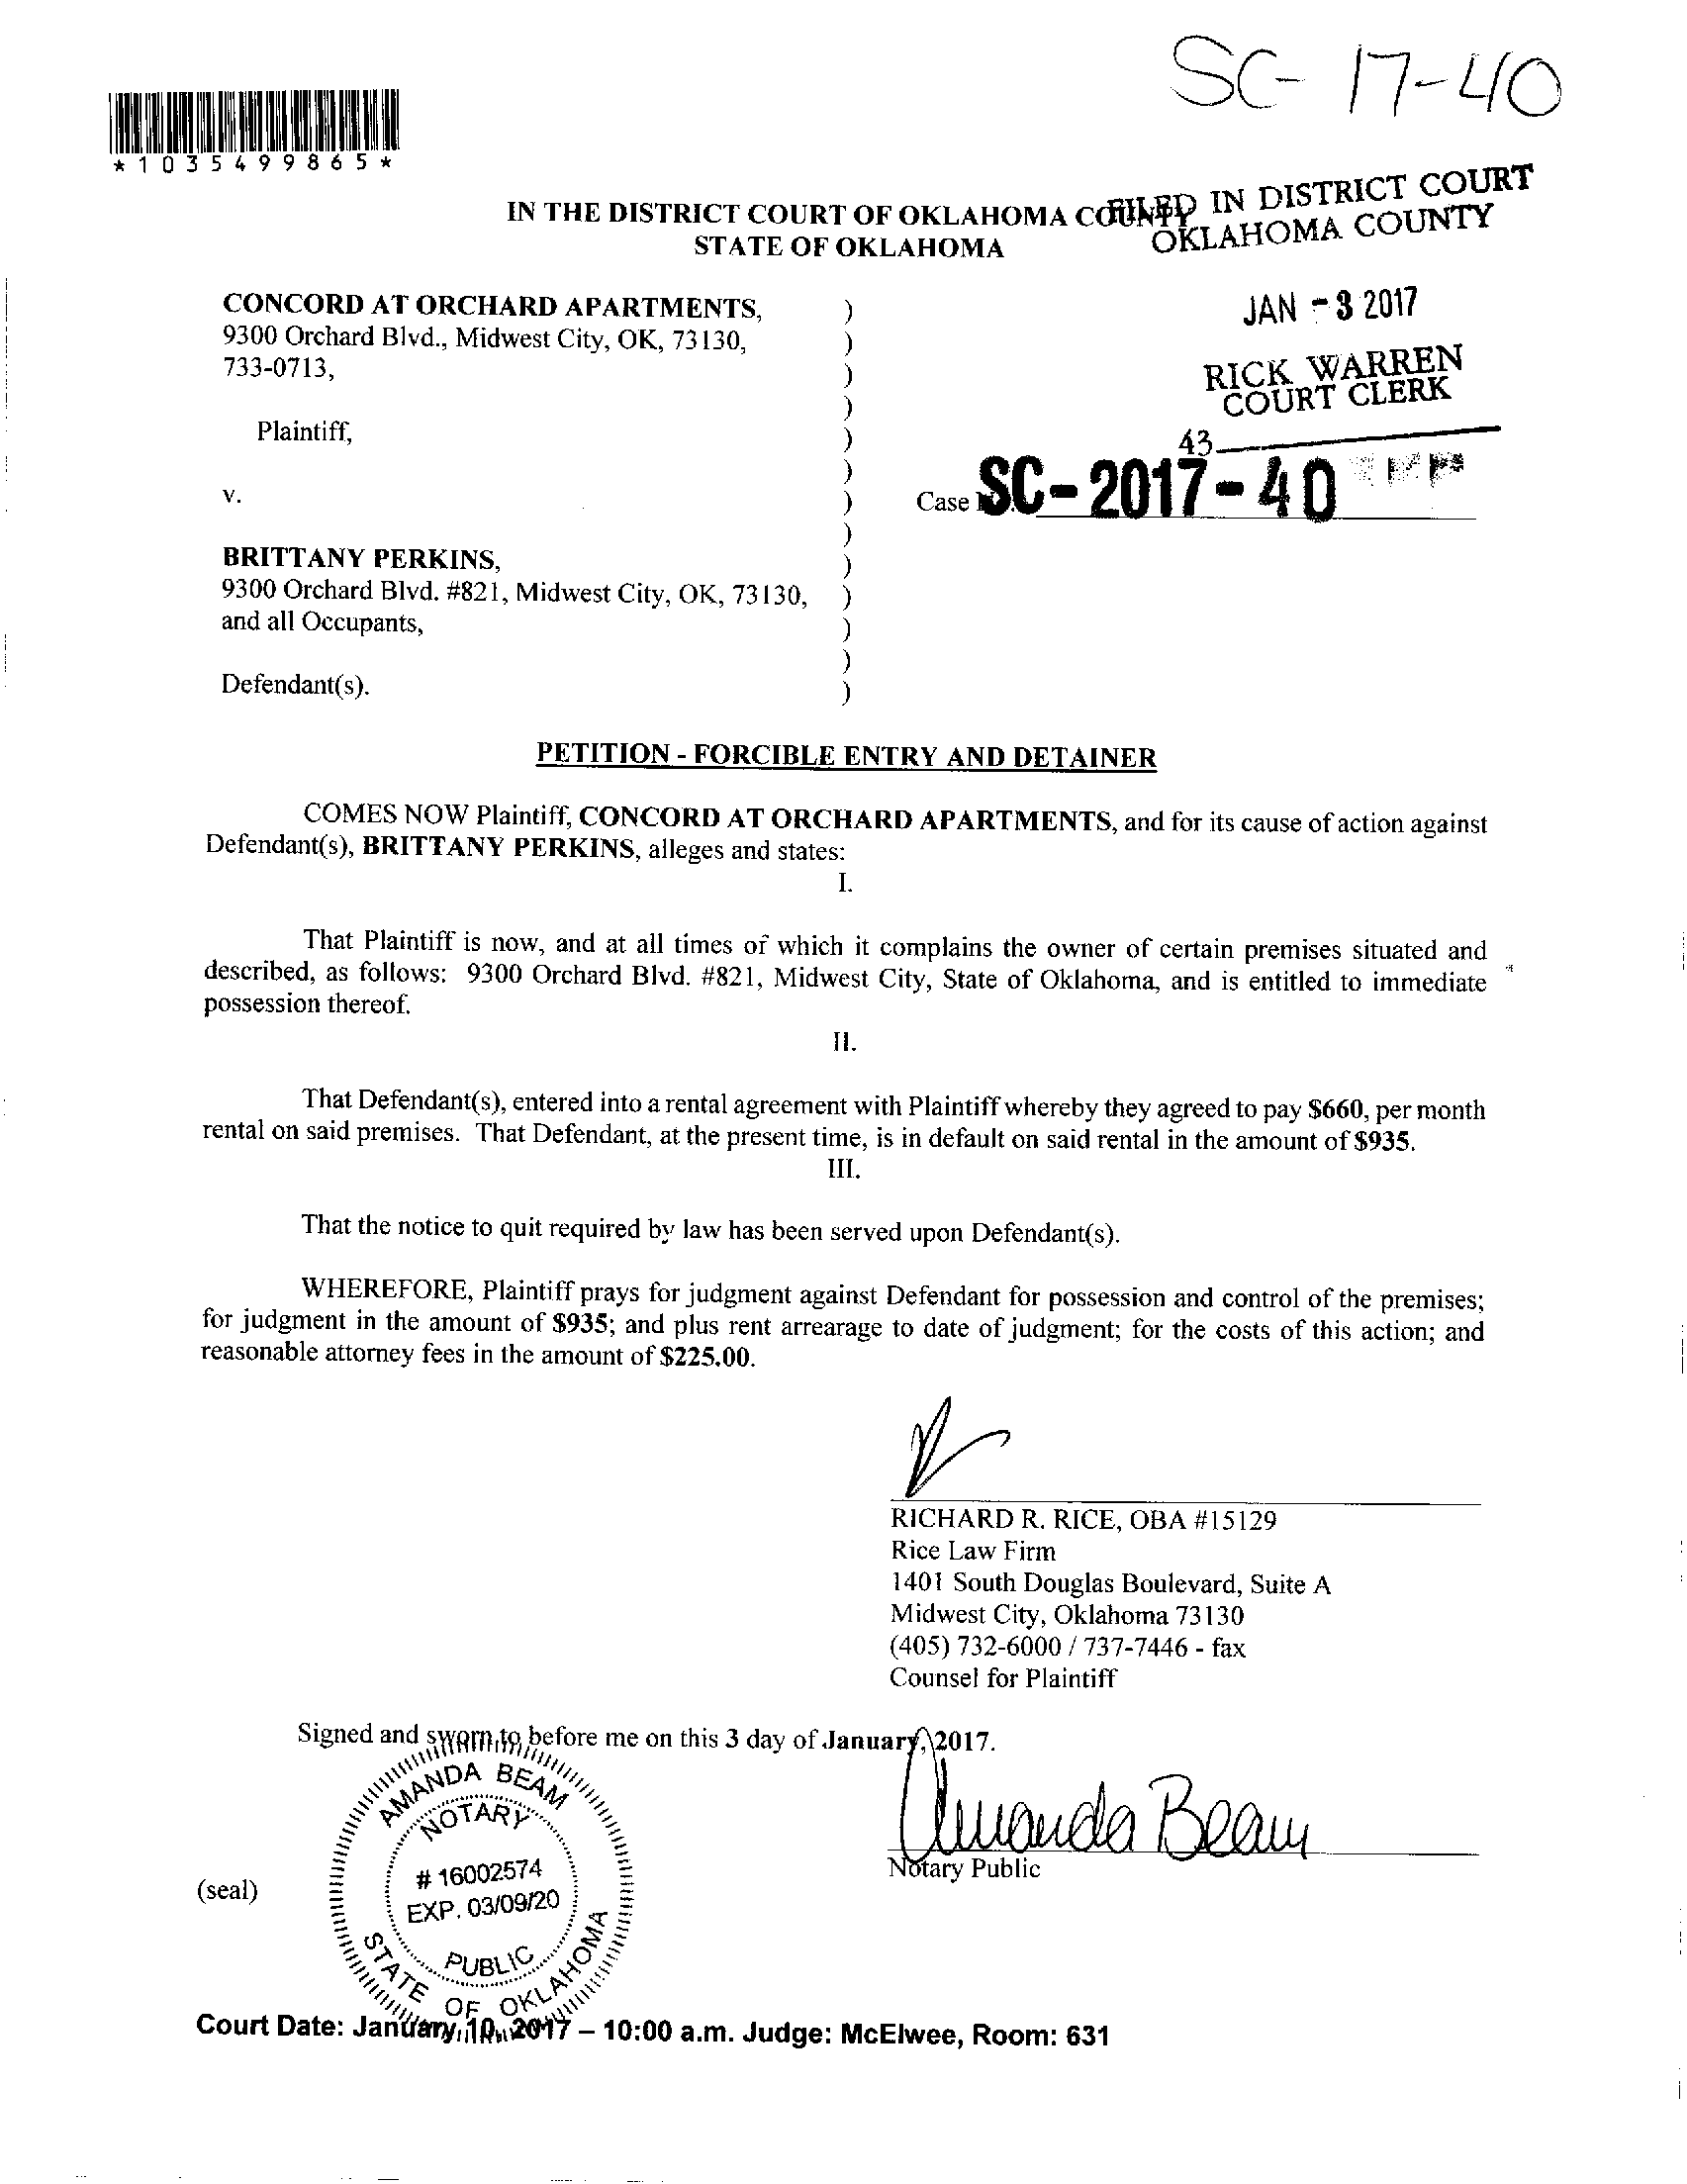 SC-17-40
*1035499865*
IN THE DISTRICT COURT OF OKLAHOMA COUNTY
STATE OF OKLAHOMA
FILED IN DISTRICT COURT
OKLAHOMA COUNTY
JAN -3 2017
RICK WARREN
COURT CLERK
43
CONCORD AT ORCHARD APARTMENTS, )
9300 Orchard Blvd., Midwest City, OK, 73130, )
733-0713, )
)
Plaintiff, )
)
v. ) Case No. SC-2017-40
)
BRITTANY PERKINS, )
9300 Orchard Blvd. #821, Midwest City, OK, 73130, )
and all Occupants, )
)
Defendant(s). )
PETITION - FORCIBLE ENTRY AND DETAINER
COMES NOW Plaintiff, CONCORD AT ORCHARD APARTMENTS, and for its cause of action against
Defendant(s), BRITTANY PERKINS, alleges and states:
I.
That Plaintiff is now, and at all times of which it complains the owner of certain premises situated and
described, as follows: 9300 Orchard Blvd. #821, Midwest City, State of Oklahoma, and is entitled to immediate
possession thereof.
II.
That Defendant(s), entered into a rental agreement with Plaintiff whereby they agreed to pay $660, per month
rental on said premises. That Defendant, at the present time, is in default on said rental in the amount of $935.
III.
That the notice to quit required by law has been served upon Defendant(s).
WHEREFORE, Plaintiff prays for judgment against Defendant for possession and control of the premises;
for judgment in the amount of $935; and plus rent arrearage to date of judgment; for the costs of this action; and
reasonable attorney fees in the amount of $225.00.
RICHARD R. RICE, OBA #15129
Rice Law Firm
1401 South Douglas Boulevard, Suite A
Midwest City, Oklahoma 73130
(405) 732-6000 / 737-7446 - fax
Counsel for Plaintiff
Signed and sworn to before me on this 3 day of January, 2017.
Amanda Beam
Notary Public
(seal)
AMANDA BEAM
NOTARY
# 16002574
EXP. 03/09/20
PUBLIC
STATE OF OKLAHOMA
Court Date: January 10, 2017 – 10:00 a.m. Judge: McElwee, Room: 631